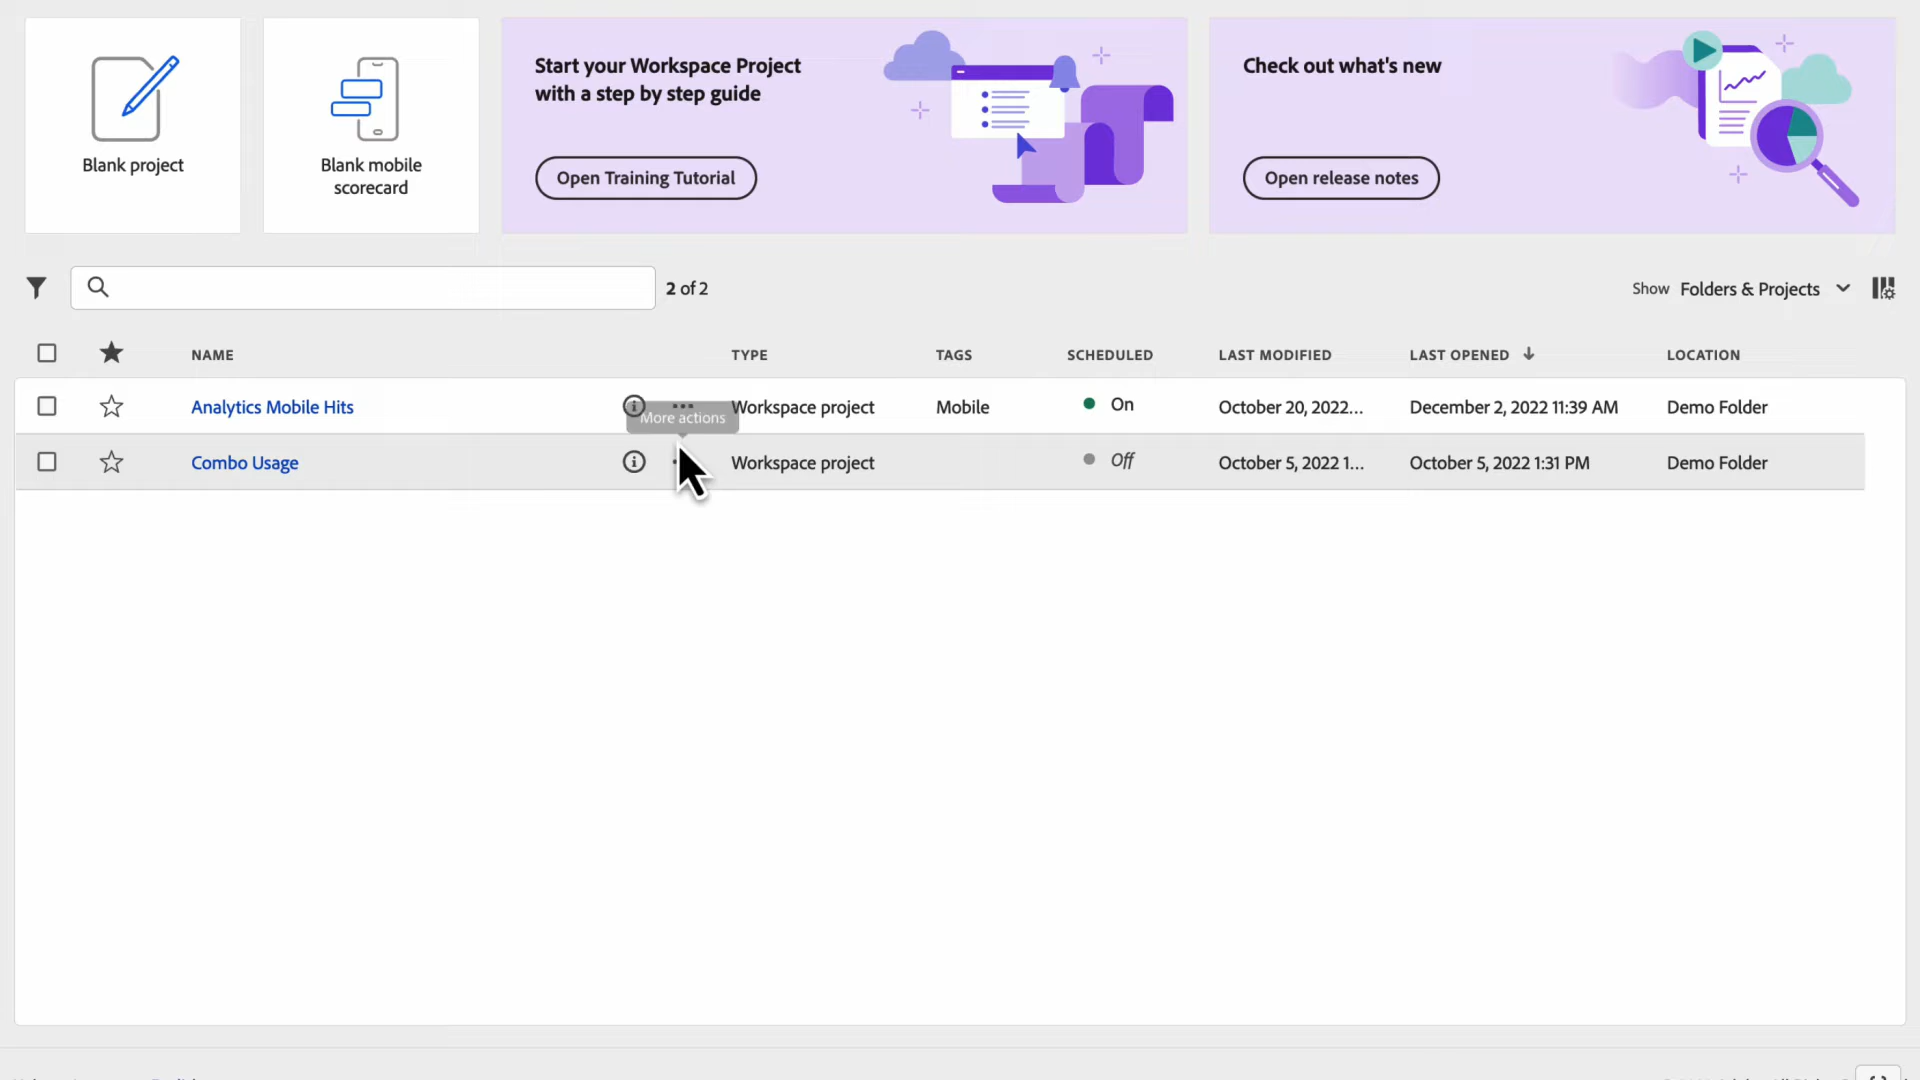 Start your Workspace Project
with a step by step guide
Check out what's new
Blank project
Blank mobile
scorecard
Open Training Tutorial
Open release notes
2 of 2
Show Folders & Projects
NAME TYPE TAGS SCHEDULED LAST MODIFIED LAST OPENED LOCATION
Analytics Mobile Hits Workspace project Mobile On October 20, 2022... December 2, 2022 11:39 AM Demo Folder
More actions
Combo Usage Workspace project Off October 5, 2022 1... October 5, 2022 1:31 PM Demo Folder